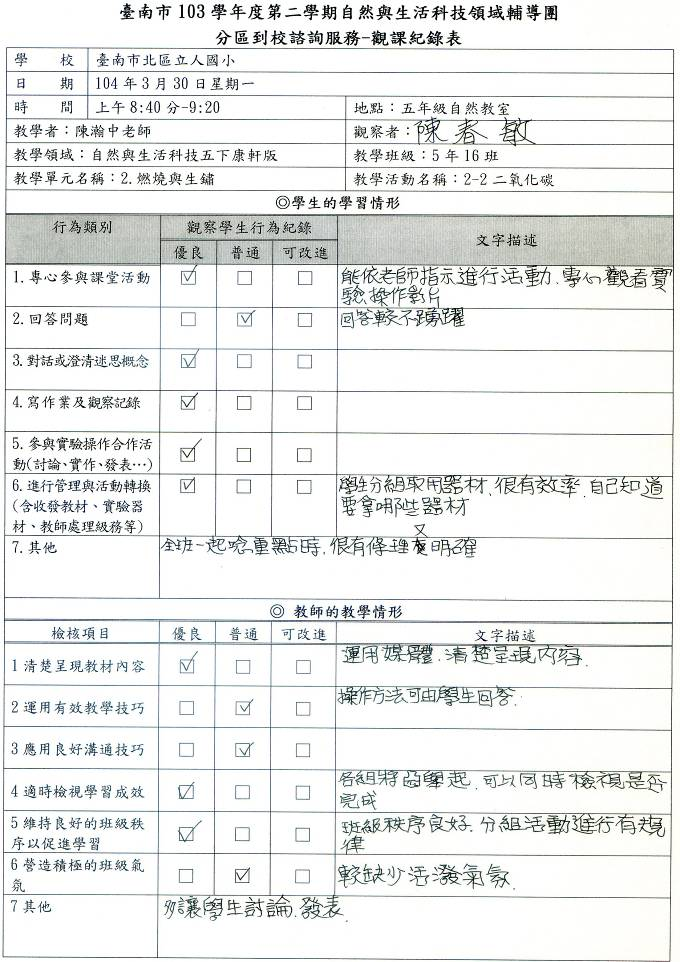 臺南市 103 學年度第二學期自然與生活科技領域輔導團
分區到校諮詢服務-觀課紀錄表
學 校 臺南市北區立人國小
日 期 104 年 3 月 30 日星期一
時 間 上午 8:40 分-9:20 地點：五年級自然教室
教學者：陳瀚中老師 觀察者：陳春敏
教學領域：自然與生活科技五下康軒版 教學班級：5 年 16 班
教學單元名稱：2.燃燒與生鏽 教學活動名稱：2-2 二氧化碳
◎學生的學習情形
行為類別 觀察學生行為紀錄 文字描述
優良 普通 可改進
1.專心參與課堂活動 ☑ □ □ 能依老師指示進行活動、專心觀看實
驗操作影片
2.回答問題 □ ☑ □ 回答較不踴躍
3.對話或澄清迷思概念 ☑ □ □
4.寫作業及觀察記錄 ☑ □ □
5.參與實驗操作合作活 ☑ □ □
動(討論、實作、發表…)
6.進行管理與活動轉換 ☑ □ □ 學生分組取用器材、很有效率、自己知道
(含收發教材、實驗器 要拿哪些器材
材、教師處理級務等)
7.其他 全班一起唸重點時、很有條理又明確
◎ 教師的教學情形
檢核項目 優良 普通 可改進 文字描述
1 清楚呈現教材內容 ☑ □ □ 運用媒體、清楚呈現內容.
2 運用有效教學技巧 □ ☑ □ 操作方法可由學生回答.
3 應用良好溝通技巧 □ ☑ □
4 適時檢視學習成效 ☑ □ □ 各組將舉起、可以同時檢視是否
完成
5 維持良好的班級秩 ☑ □ □ 班級秩序良好、分組活動進行有規
序以促進學習 律
6 營造積極的班級氣 □ ☑ □ 較缺少活潑氣氛.
氛
7 其他 多讓學生討論、發表